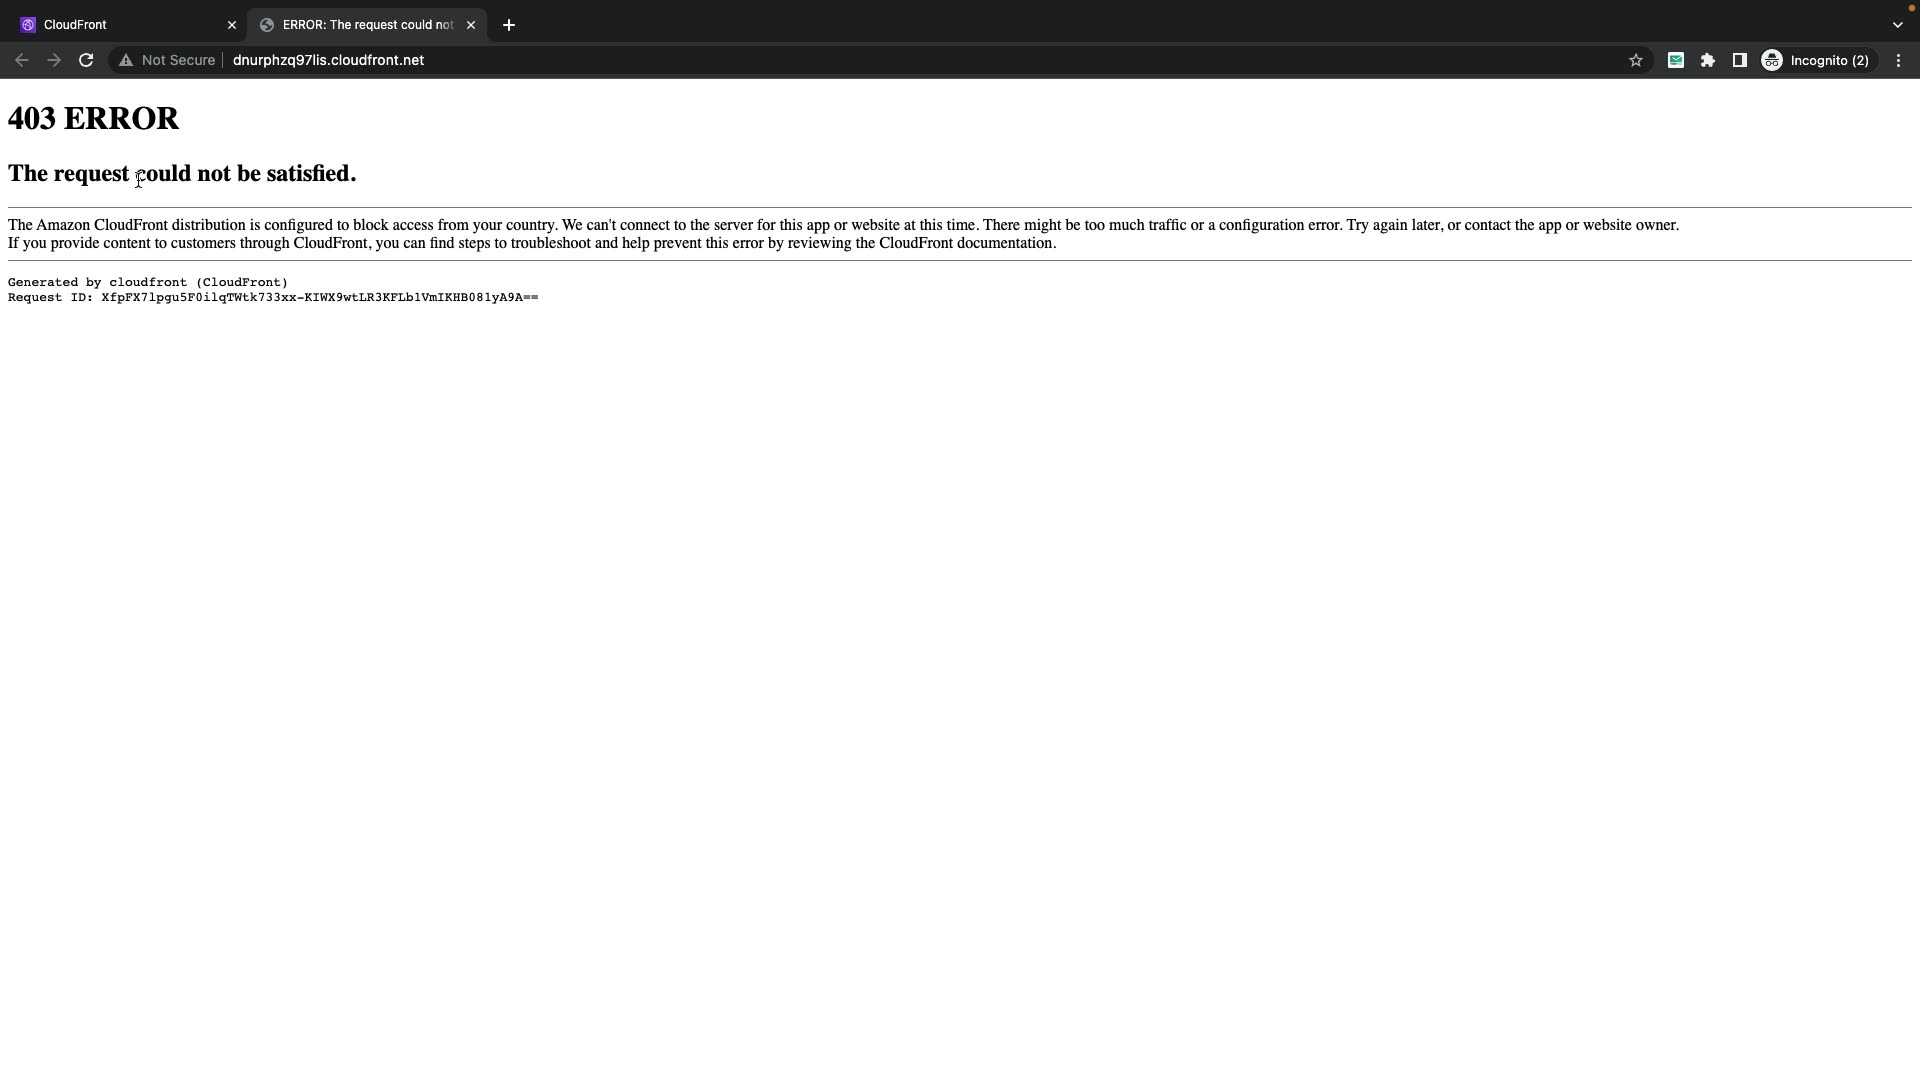 CloudFront
ERROR: The request could not
Not Secure
dnurphzq97lis.cloudfront.net
Incognito (2)
403 ERROR
The request could not be satisfied.
The Amazon CloudFront distribution is configured to block access from your country. We can't connect to the server for this app or website at this time. There might be too much traffic or a configuration error. Try again later, or contact the app or website owner.
If you provide content to customers through CloudFront, you can find steps to troubleshoot and help prevent this error by reviewing the CloudFront documentation.
Generated by cloudfront (CloudFront)
Request ID: XfpFX7lpgu5F0ilqTWtk733xx-KIWX9wtLR3KFLb1VmIKHB081yA9A==